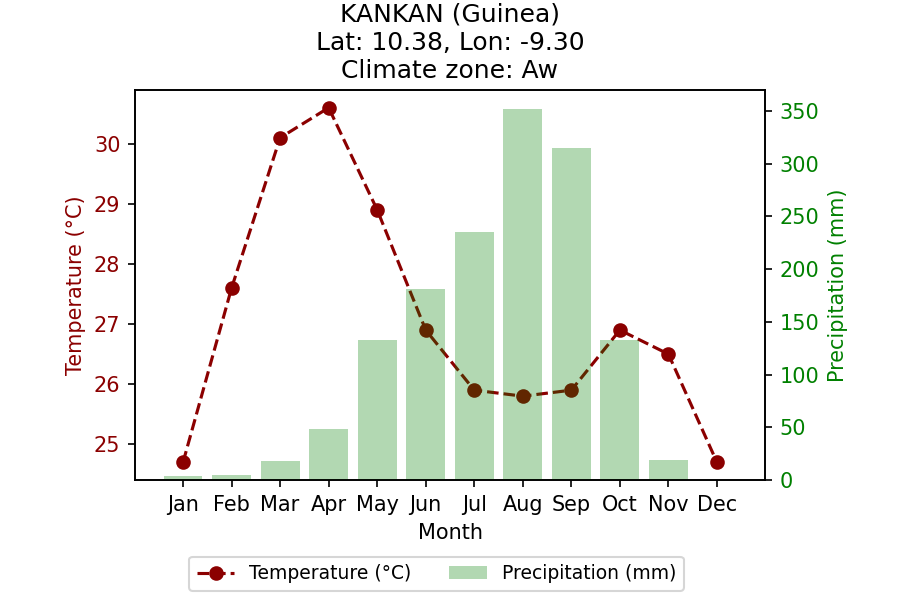 KANKAN (Guinea)
Lat: 10.38, Lon: -9.30
Climate zone: Aw
30
29
28
27
26
25
Temperature (°C)
350
300
250
200
150
100
50
0
Precipitation (mm)
Jan Feb Mar Apr May Jun Jul Aug Sep Oct Nov Dec
Month
Temperature (°C) Precipitation (mm)